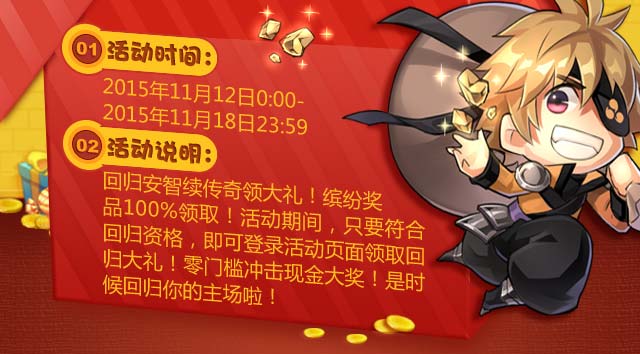 01 活动时间：
2015年11月12日0:00-
2015年11月18日23:59
02 活动说明：
回归安智续传奇领大礼！缤纷奖
品100%领取！活动期间，只要符合
回归资格，即可登录活动页面领取回
归大礼！零门槛冲击现金大奖！是时
候回归你的主场啦！